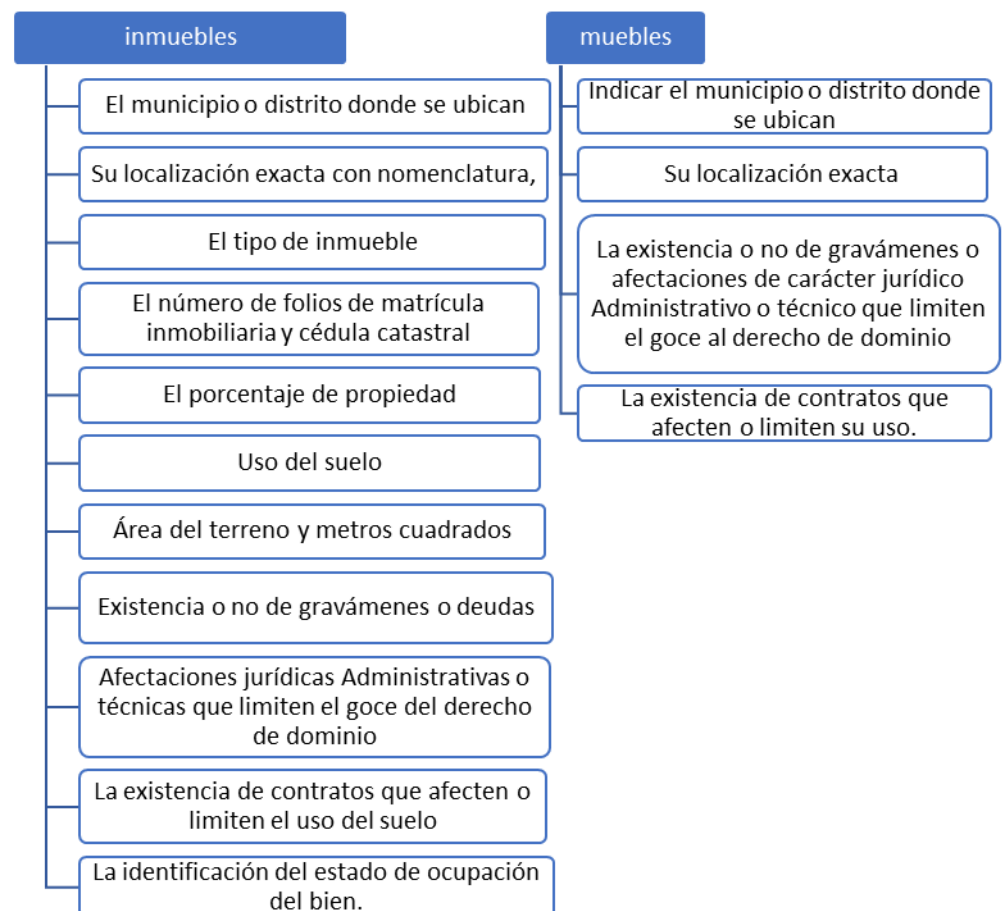 inmuebles
El municipio o distrito donde se ubican
Su localización exacta con nomenclatura,
El tipo de inmueble
El número de folios de matrícula
inmobiliaria y cédula catastral
El porcentaje de propiedad
Uso del suelo
Área del terreno y metros cuadrados
Existencia o no de gravámenes o deudas
Afectaciones jurídicas Administrativas o
técnicas que limiten el goce del derecho
de dominio
La existencia de contratos que afecten o
limiten el uso del suelo
La identificación del estado de ocupación
del bien.
muebles
Indicar el municipio o distrito donde
se ubican
Su localización exacta
La existencia o no de gravámenes o
afectaciones de carácter jurídico
Administrativo o técnico que limiten
el goce al derecho de dominio
La existencia de contratos que
afecten o limiten su uso.